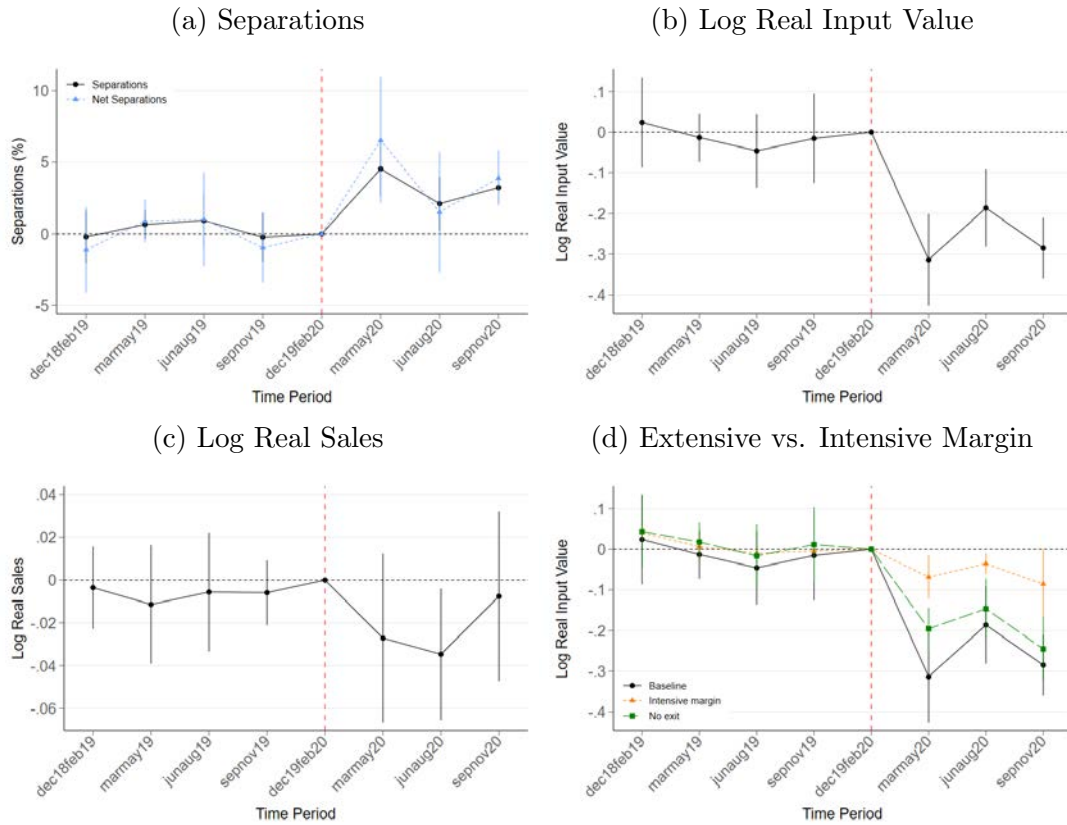 (a) Separations
Separations
Net Separations
Separations (%)
10
5
0
-5
dec18feb19
marmay19
junaug19
sepnov19
dec19feb20
marmay20
junaug20
sepnov20
Time Period
(b) Log Real Input Value
Log Real Input Value
.1
0
-.1
-.2
-.3
-.4
dec18feb19
marmay19
junaug19
sepnov19
dec19feb20
marmay20
junaug20
sepnov20
Time Period
(c) Log Real Sales
Log Real Sales
.04
.02
0
-.02
-.04
-.06
dec18feb19
marmay19
junaug19
sepnov19
dec19feb20
marmay20
junaug20
sepnov20
Time Period
(d) Extensive vs. Intensive Margin
Log Real Input Value
.1
0
-.1
-.2
-.3
-.4
Baseline
Intensive margin
No exit
dec18feb19
marmay19
junaug19
sepnov19
dec19feb20
marmay20
junaug20
sepnov20
Time Period